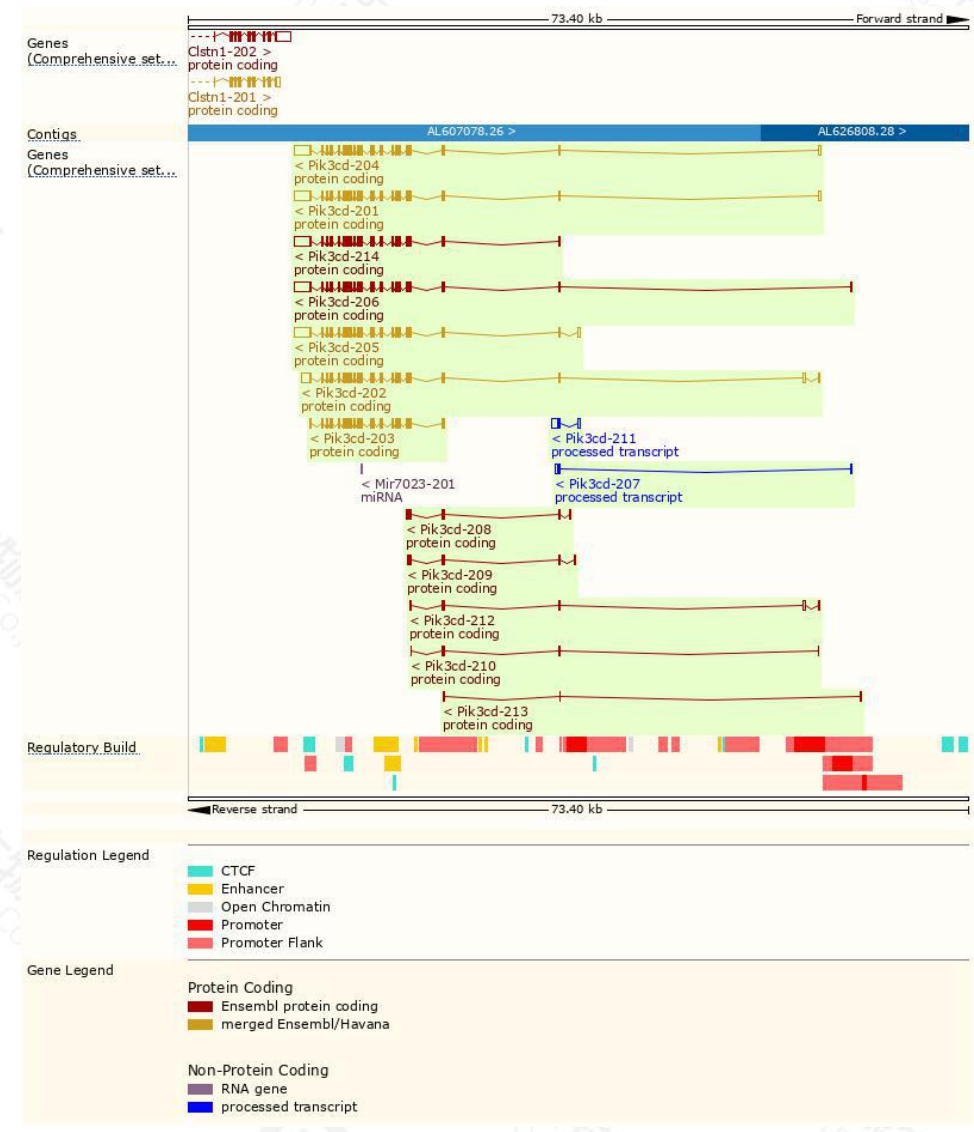 73.40 kb
Forward strand
Genes
(Comprehensive set...
Clstn1-202 >
protein coding
Clstn1-201 >
protein coding
Contigs
AL607078.26 >
AL626808.28 >
Genes
(Comprehensive set...
< Pik3cd-204
protein coding
< Pik3cd-201
protein coding
< Pik3cd-214
protein coding
< Pik3cd-206
protein coding
< Pik3cd-205
protein coding
< Pik3cd-202
protein coding
< Pik3cd-203
protein coding
< Pik3cd-211
processed transcript
< Mir7023-201
miRNA
< Pik3cd-207
processed transcript
< Pik3cd-208
protein coding
< Pik3cd-209
protein coding
< Pik3cd-212
protein coding
< Pik3cd-210
protein coding
< Pik3cd-213
protein coding
Regulatory Build
Reverse strand
73.40 kb
Regulation Legend
CTCF
Enhancer
Open Chromatin
Promoter
Promoter Flank
Gene Legend
Protein Coding
Ensembl protein coding
merged Ensembl/Havana
Non-Protein Coding
RNA gene
processed transcript